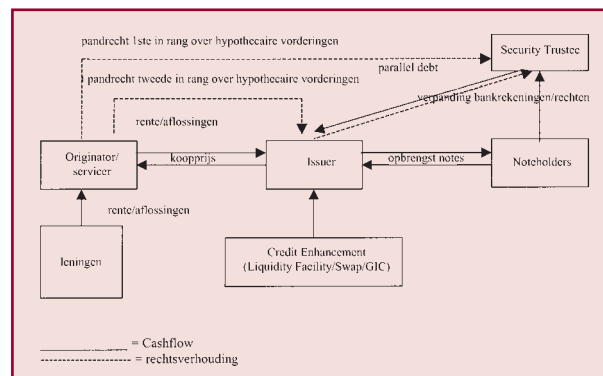 pandrecht 1ste in rang over hypothecaire vorderingen
Security Trustee
parallel debt
pandrecht tweede in rang over hypothecaire vorderingen
verpanding bankrekeningen/rechten
rente/aflossingen
Originator/
servicer
koopprijs
Issuer
opbrengst notes
Noteholders
rente/aflossingen
leningen
Credit Enhancement
(Liquidity Facility/Swap/GIC)
= Cashflow
= rechtsverhouding